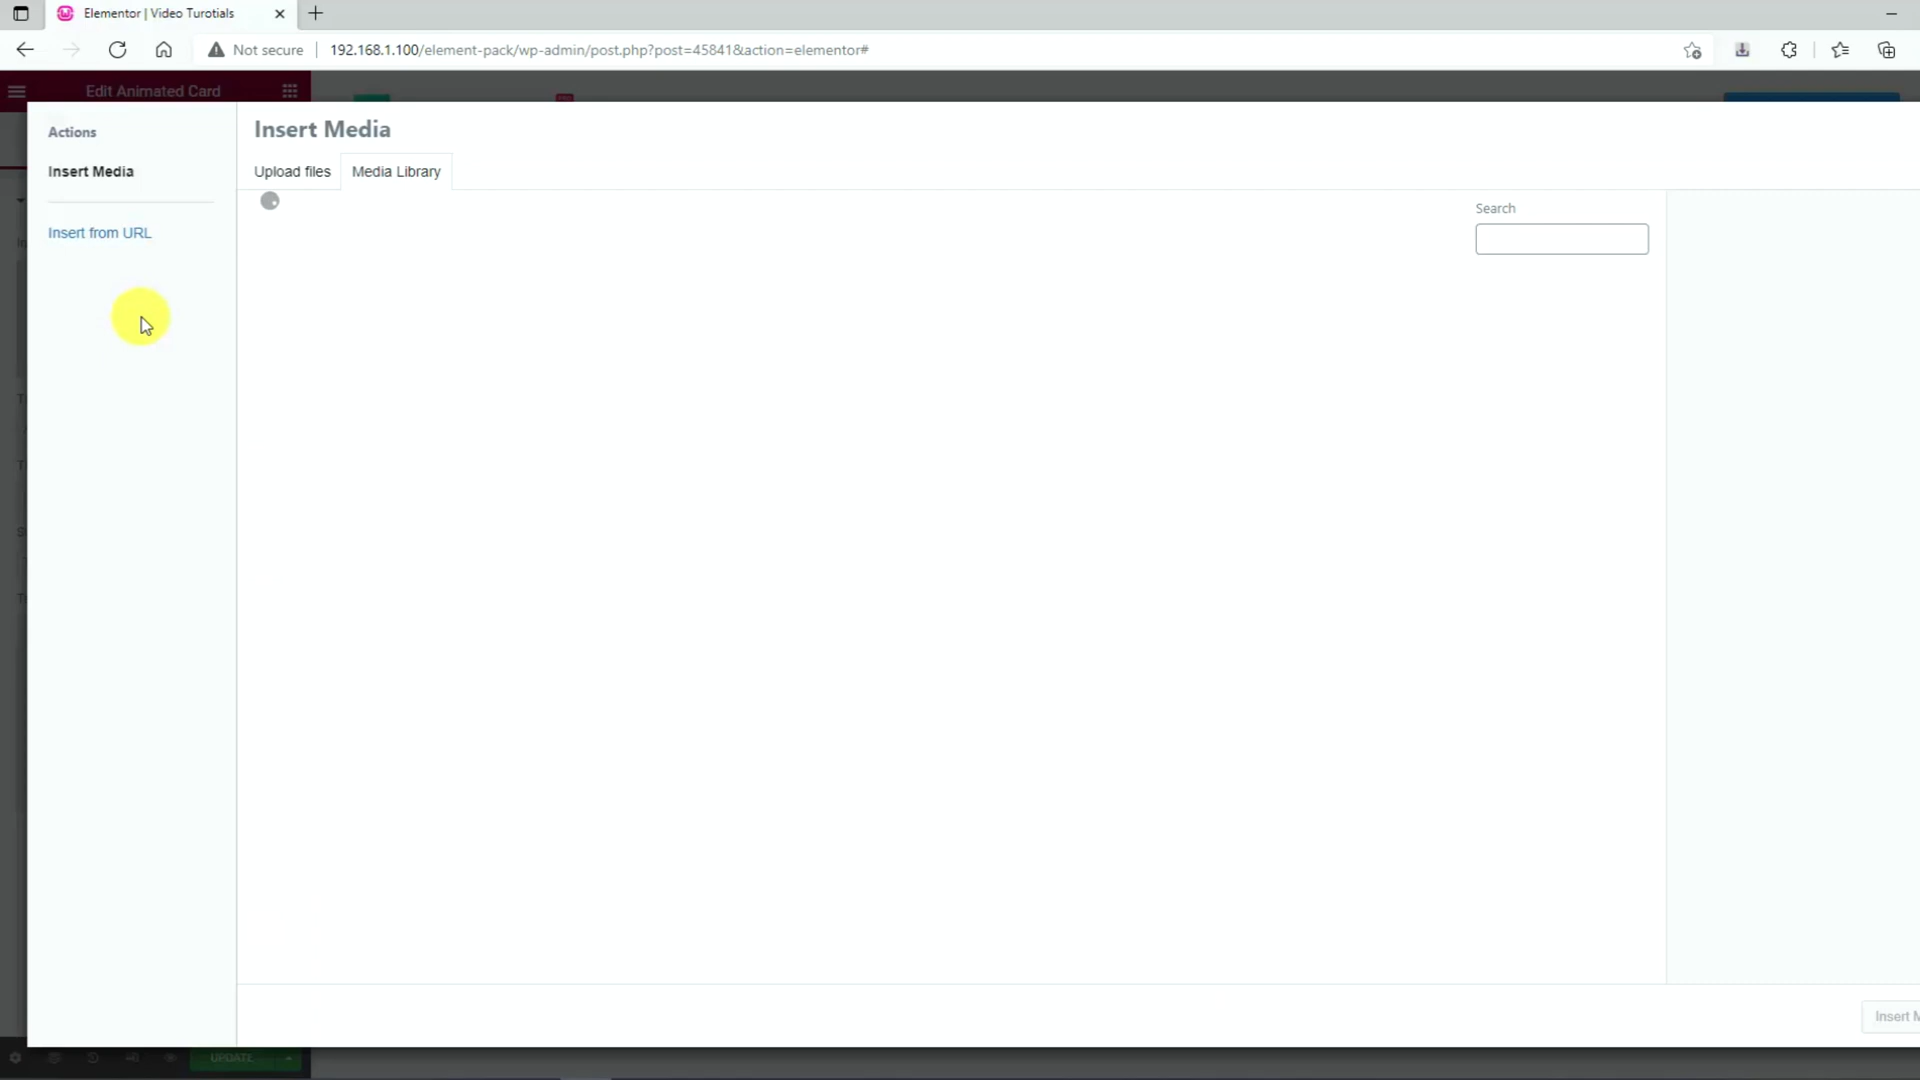 Elementor | Video Turotials
Not secure
192.168.1.100/element-pack/wp-admin/post.php?post=45841&action=elementor#
Edit Animated Card
Actions
Insert Media
Insert from URL
Insert Media
Upload files
Media Library
Search
Insert M
UPDATE